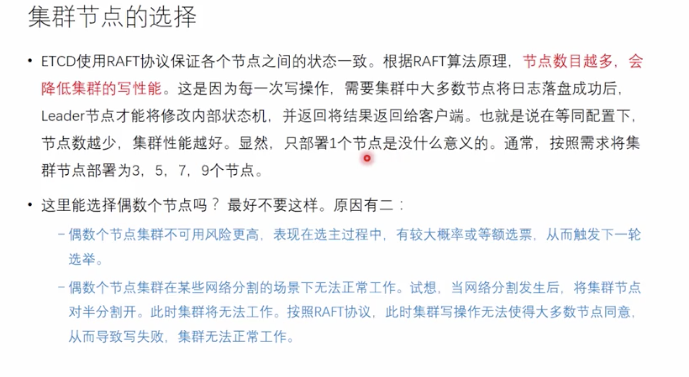 集群节点的选择
• ETCD使用RAFT协议保证各个节点之间的状态一致。根据RAFT算法原理，节点数目越多，会
降低集群的写性能。这是因为每一次写操作，需要集群中大多数节点将日志落盘成功后，
Leader节点才能将修改内部状态机，并返回将结果返回给客户端。也就是说在等同配置下，
节点数越少，集群性能越好。显然，只部署1个节点是没什么意义的。通常，按照需求将集
群节点部署为3，5，7，9个节点。
• 这里能选择偶数个节点吗？ 最好不要这样。原因有二：
– 偶数个节点集群不可用风险更高，表现在选主过程中，有较大概率或等额选票，从而触发下一轮
选举。
– 偶数个节点集群在某些网络分割的场景下无法正常工作。试想，当网络分割发生后，将集群节点
对半分割开。此时集群将无法工作。按照RAFT协议，此时集群写操作无法使得大多数节点同意，
从而导致写失败，集群无法正常工作。